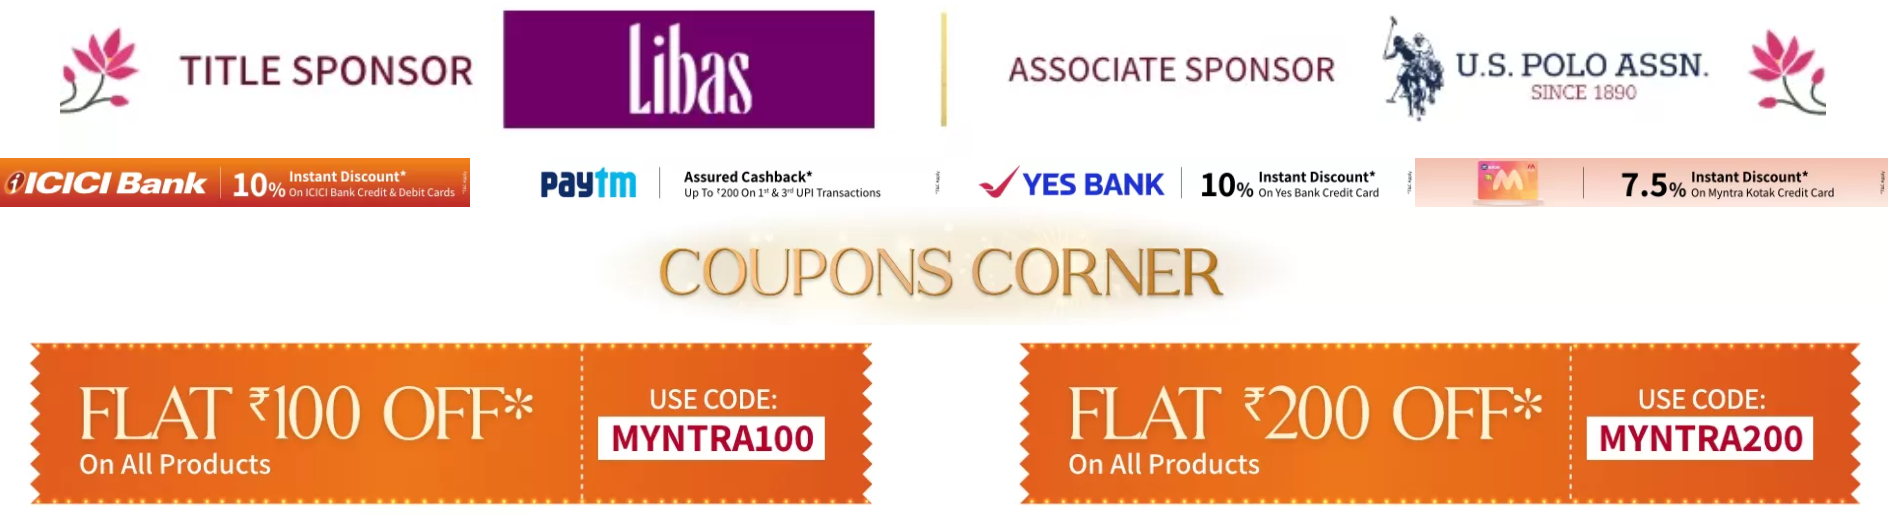 TITLE SPONSOR
Libas
ASSOCIATE SPONSOR
U.S. POLO ASSN.
SINCE 1890
ICICI Bank
10%
Instant Discount*
On ICICI Bank Credit & Debit Cards
paytm
Assured Cashback*
Up To ₹200 On 1st & 3rd UPI Transactions
YES BANK
10%
Instant Discount*
On Yes Bank Credit Card
7.5%
Instant Discount*
On Myntra Kotak Credit Card
COUPONS CORNER
FLAT ₹100 OFF*
On All Products
USE CODE:
MYNTRA100
FLAT ₹200 OFF*
On All Products
USE CODE:
MYNTRA200